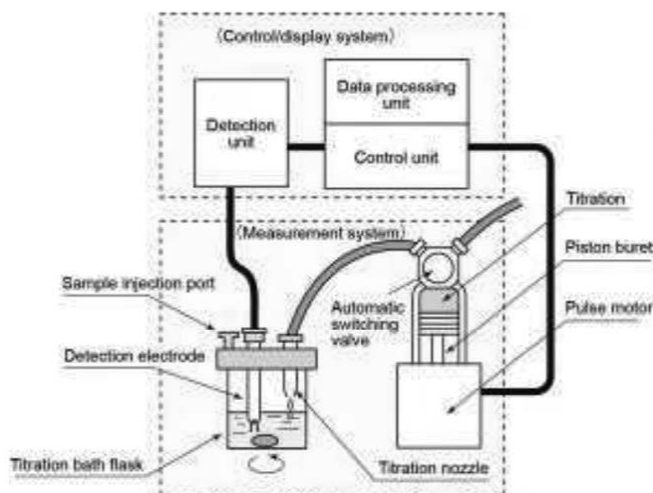 (Control/display system)
Data processing
unit
Detection
unit
Control unit
(Measurement system)
Titration
Piston buret
Sample injection port
Automatic
switching
valve
Pulse motor
Detection electrode
Titration bath flask
Titration nozzle